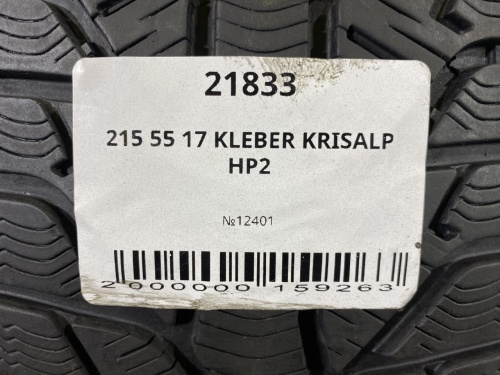 21833
215 55 17 KLEBER KRISALP
HP2
№12401
2 000000 159263